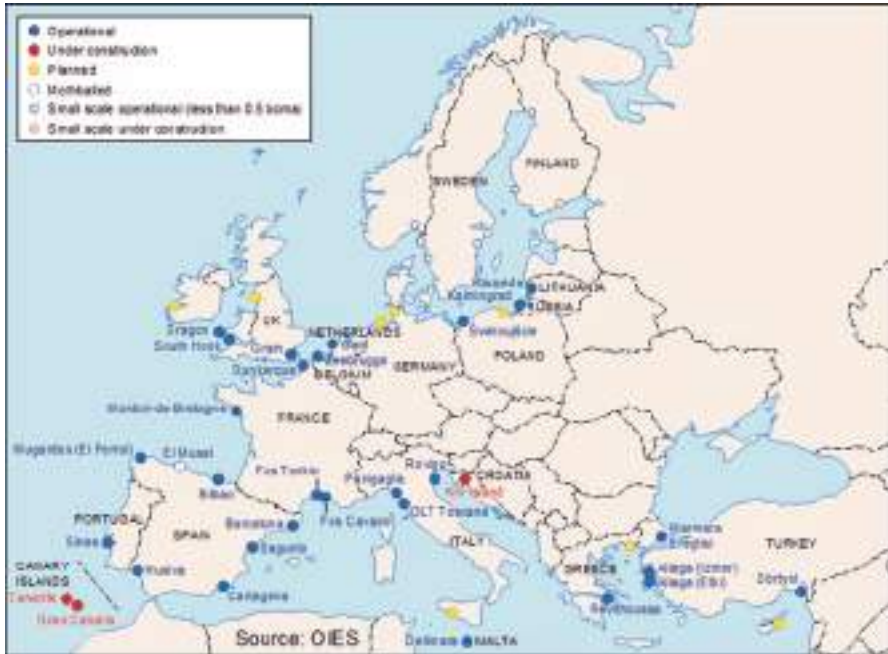 Operational
Under construction
Planned
Mothballed
Small scale operational (less than 0.5 bcma)
Small scale under construction
FINLAND
SWEDEN
LITHUANIA
Kaliningrad
RUSSIA
Dragon
UK
NETHERLANDS
Swinoujscie
South Hook
Gate
POLAND
Grain
Zeebrugge
GERMANY
Dunkerque
BELGIUM
Montoir-de-Bretagne
FRANCE
Mugardos (El Ferrol)
El Musel
Fos Tonkin
Rovigo
CROATIA
Panigaglia
Krk Island
Bilbao
PORTUGAL
Barcelona
Fos Cavaou
OLT Toscana
Marmara
Ereglisi
SPAIN
ITALY
TURKEY
Sines
Sagunto
GREECE
Aliaga (Izmir)
CANARY
ISLANDS
Huelva
Aliaga (Etki)
Dörtyol
Tenerife
Cartagena
Revithoussa
Gran Canaria
Source: OIES
Delimara
MALTA